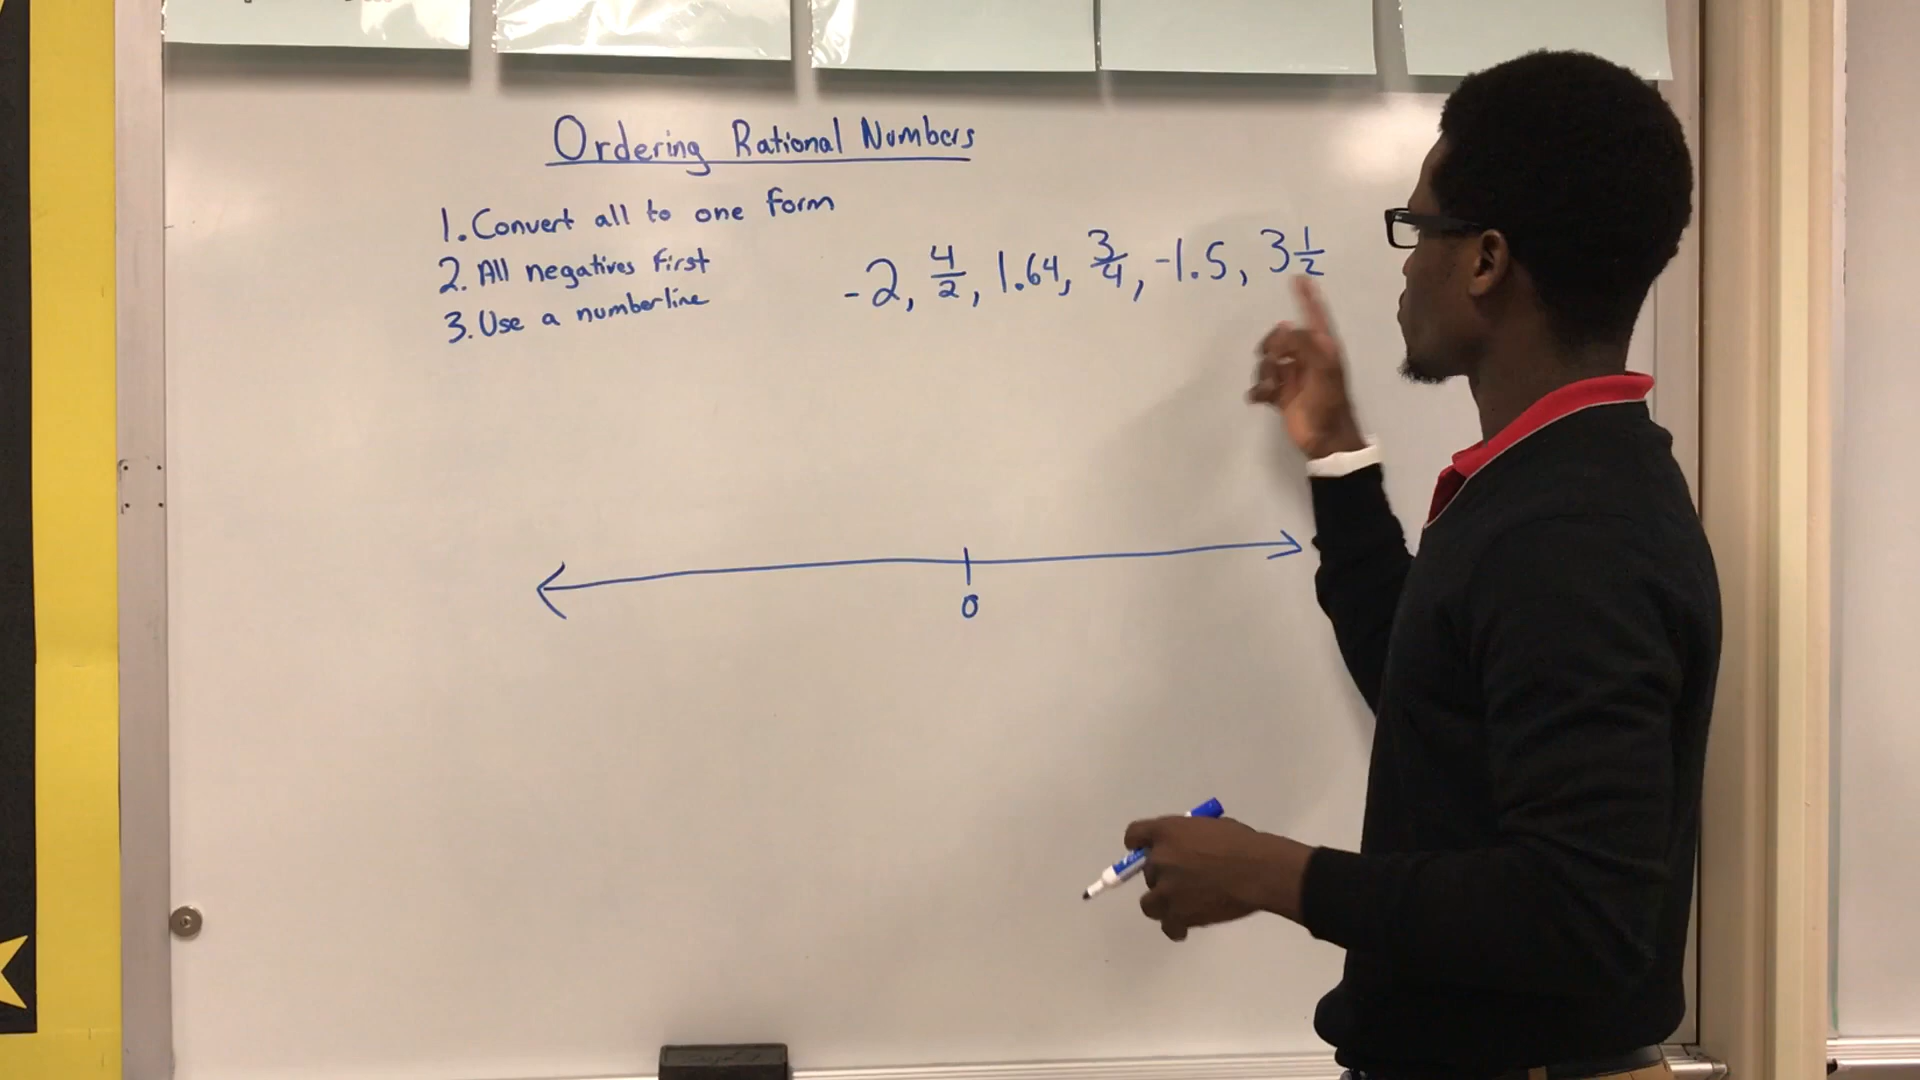 Ordering Rational Numbers
1. Convert all to one form
2. All negatives first
3. Use a numberline
-2, 4/2, 1.64, 3/4, -1.5, 3 1/2
0